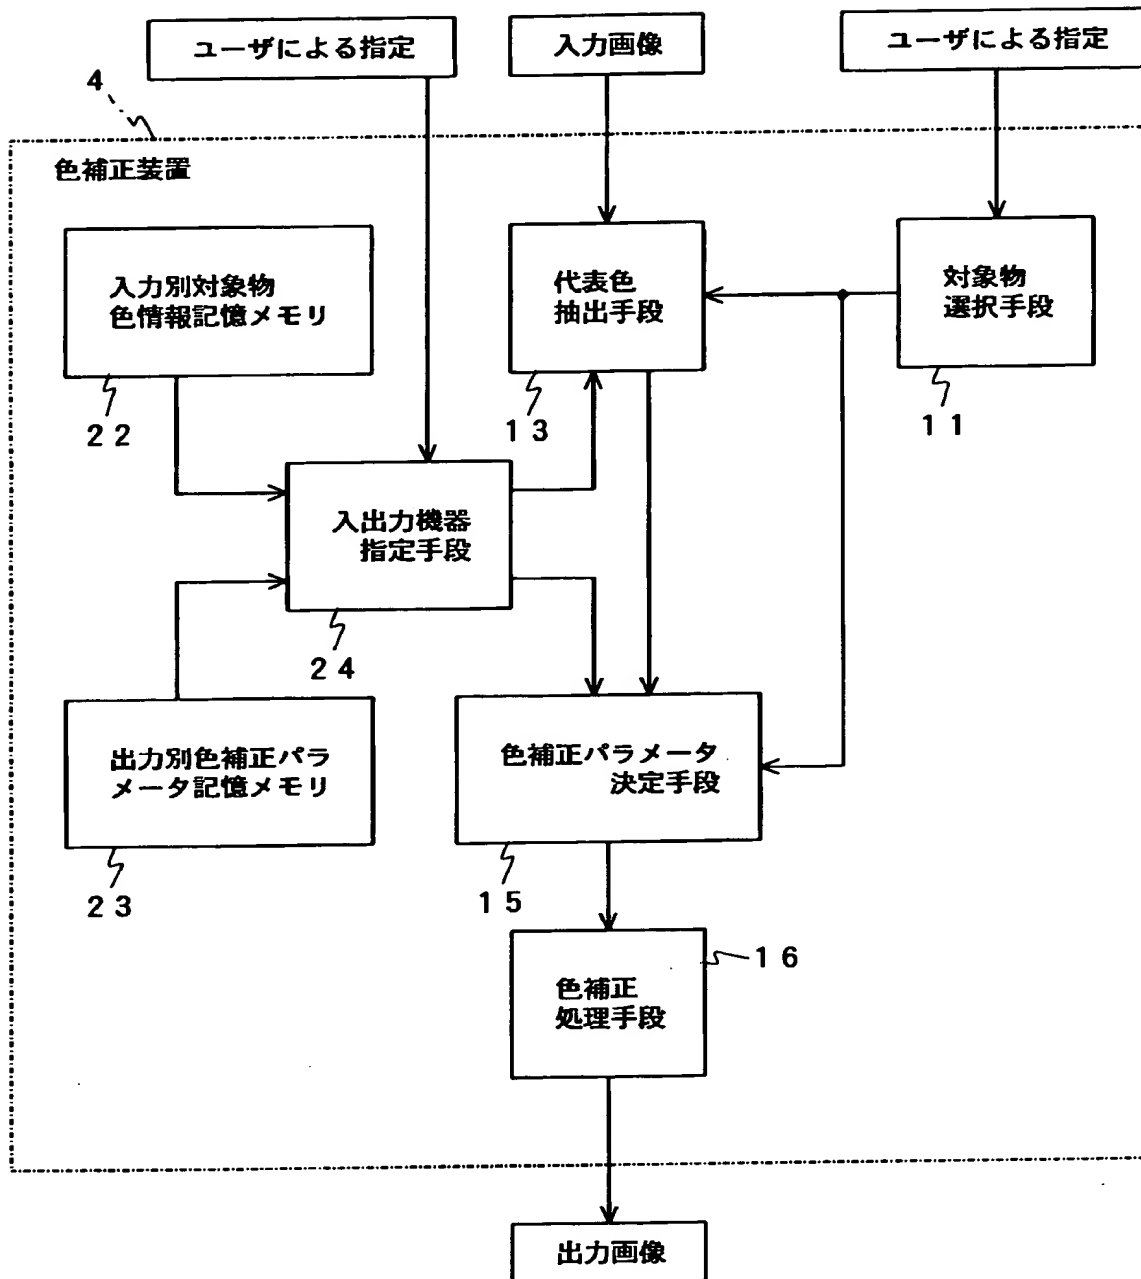 ユーザによる指定
入力画像
ユーザによる指定
4
色補正装置
入力別対象物
色情報記憶メモリ
代表色
抽出手段
対象物
選択手段
22
13
11
入出力機器
指定手段
24
出力別色補正パラ
メータ記憶メモリ
色補正パラメータ
決定手段
23
15
16
色補正
処理手段
出力画像